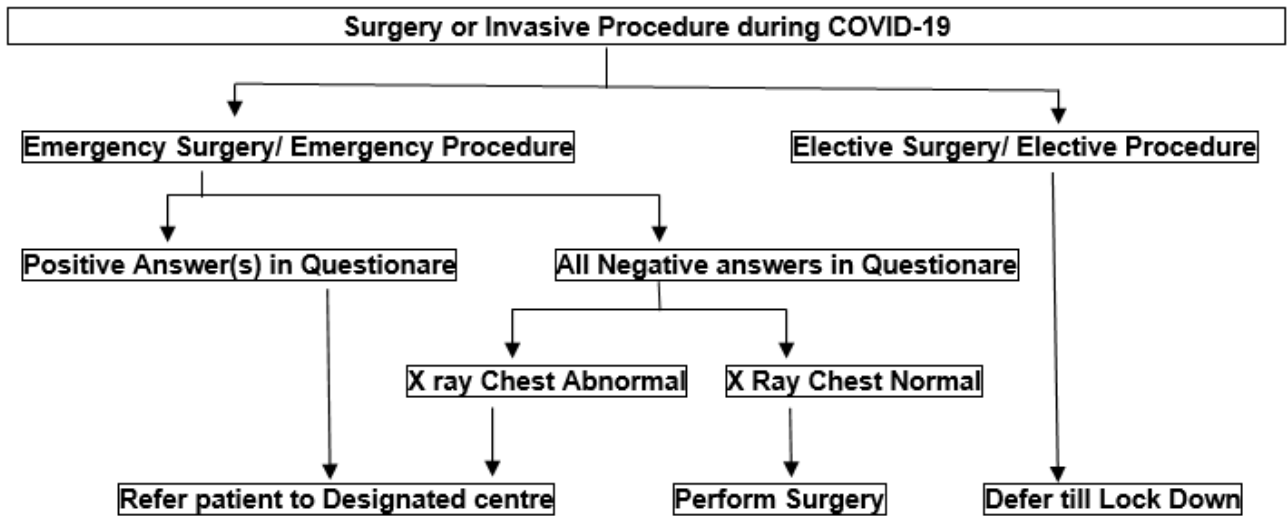 Surgery or Invasive Procedure during COVID-19
Emergency Surgery/ Emergency Procedure
Elective Surgery/ Elective Procedure
Positive Answer(s) in Questionare
All Negative answers in Questionare
X ray Chest Abnormal
X Ray Chest Normal
Refer patient to Designated centre
Perform Surgery
Defer till Lock Down